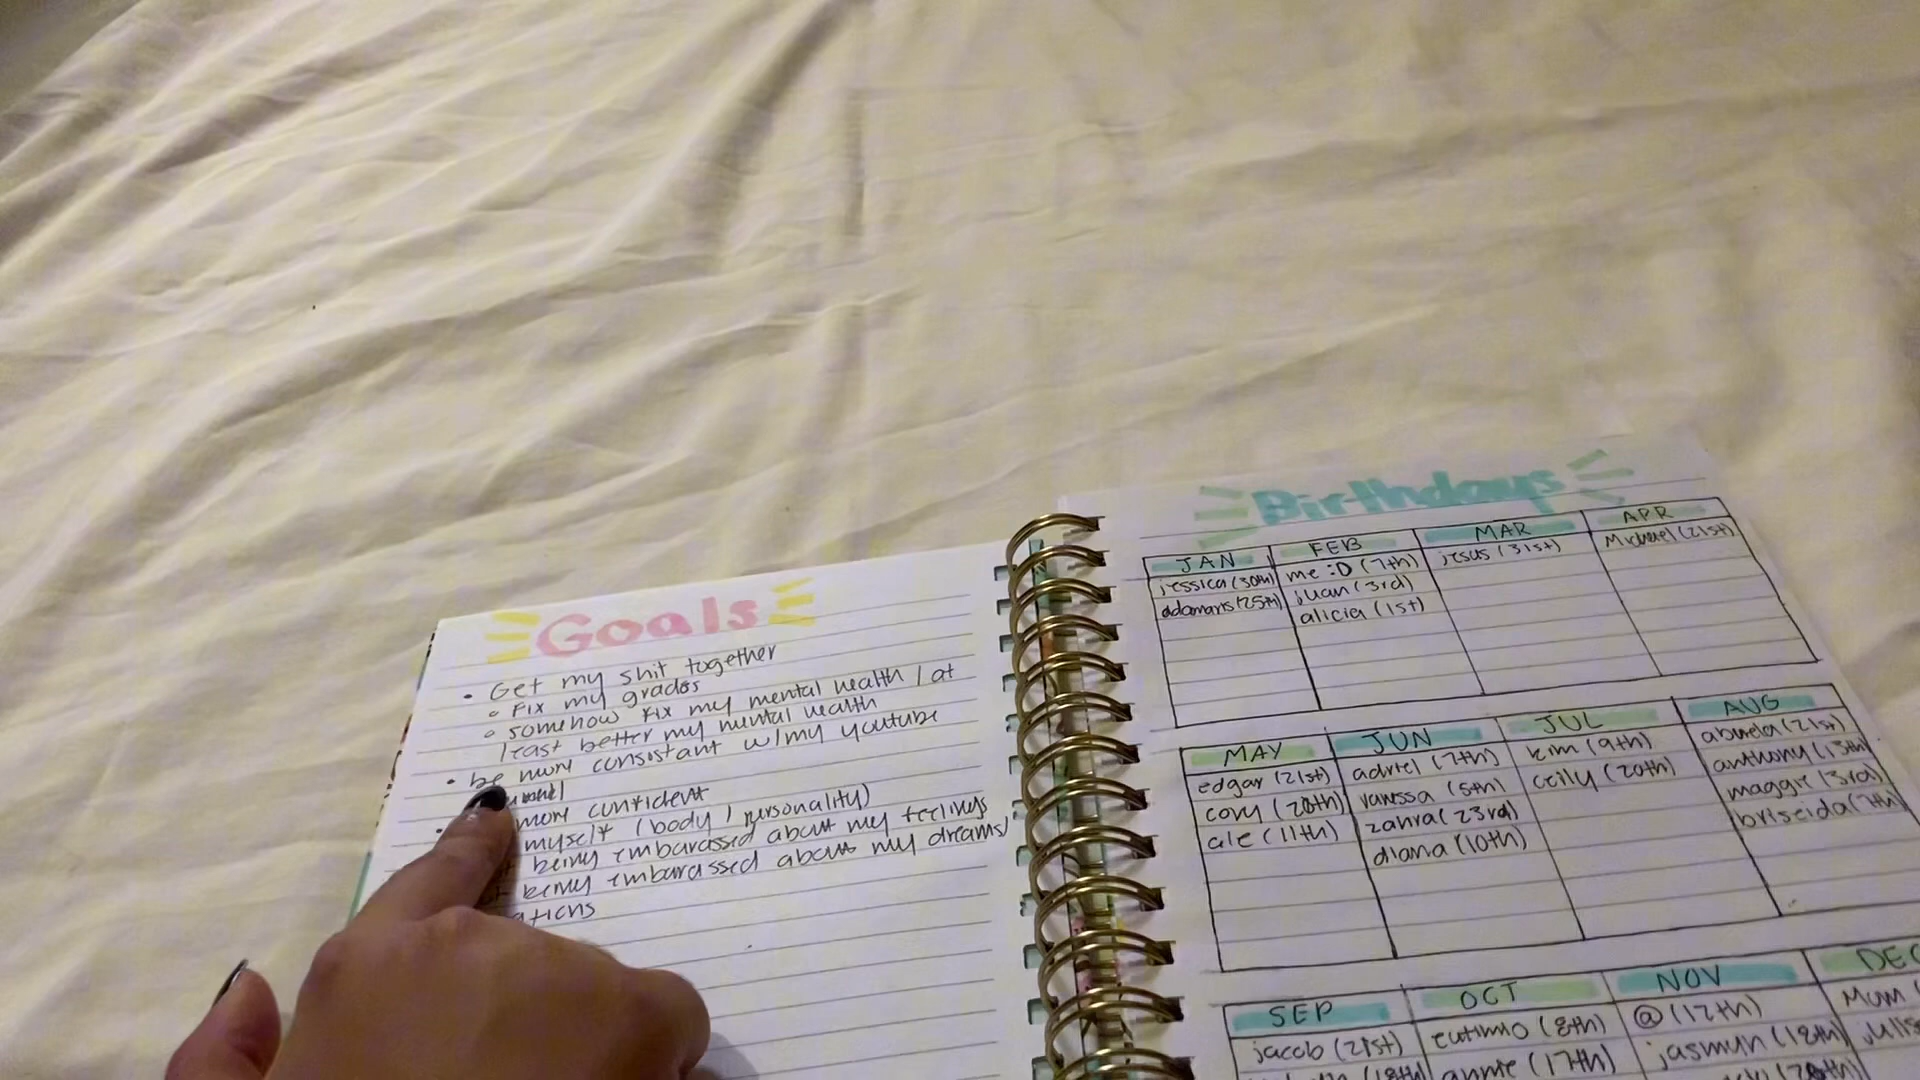 Goals
• Get my shit together
◦ Fix my grades
◦ somehow fix my mental health / at
least better my mental health
• be more consistant w/my youtube
more confident
myself (body / personality)
being embarassed about my feelings
being embarassed about my dreams/
Birthdays
JAN
jessica (30th)
adamaris (25th)
FEB
me :D (7th)
juan (3rd)
alicia (1st)
MAR
jesus (31st)
APR
Michael (21st)
MAY
edgar (21st)
cory (20th)
ale (11th)
JUN
adriel (7th)
vanessa (5th)
zahra (23rd)
diana (10th)
JUL
kim (9th)
ceily (20th)
AUG
abuela (21st)
anthony (13th)
maggie (3rd)
briseida (7th)
SEP
jacob (21st)
(18th)
OCT
eutimio (8th)
annie (17th)
NOV
@ (12th)
jasmyn (18th)
(20th)
DEC
Mom